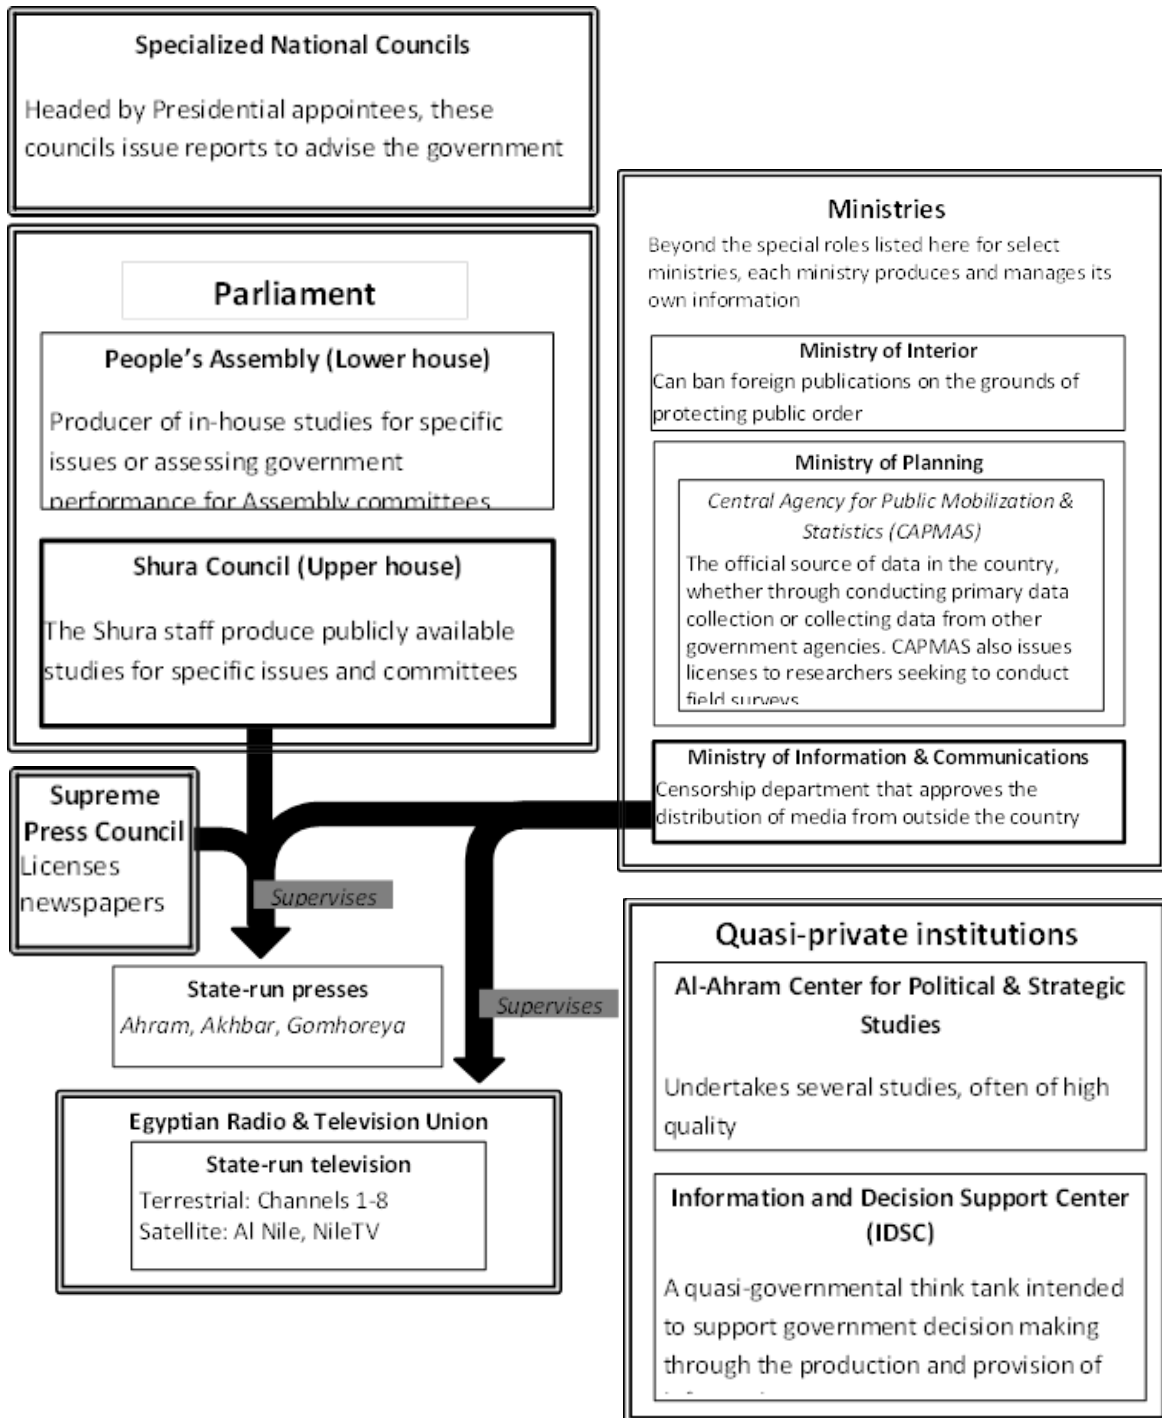 Specialized National Councils
Headed by Presidential appointees, these
councils issue reports to advise the government
Parliament
People's Assembly (Lower house)
Producer of in-house studies for specific
issues or assessing government
performance for Assembly committees
Shura Council (Upper house)
The Shura staff produce publicly available
studies for specific issues and committees
Ministries
Beyond the special roles listed here for select
ministries, each ministry produces and manages its
own information
Ministry of Interior
Can ban foreign publications on the grounds of
protecting public order
Ministry of Planning
Central Agency for Public Mobilization &
Statistics (CAPMAS)
The official source of data in the country,
whether through conducting primary data
collection or collecting data from other
government agencies. CAPMAS also issues
licenses to researchers seeking to conduct
field surveys
Ministry of Information & Communications
Censorship department that approves the
distribution of media from outside the country
Supreme
Press Council
Licenses
newspapers
Supervises
State-run presses
Ahram, Akhbar, Gomhoreya
Supervises
Egyptian Radio & Television Union
State-run television
Terrestrial: Channels 1-8
Satellite: Al Nile, NileTV
Quasi-private institutions
Al-Ahram Center for Political & Strategic
Studies
Undertakes several studies, often of high
quality
Information and Decision Support Center
(IDSC)
A quasi-governmental think tank intended
to support government decision making
through the production and provision of